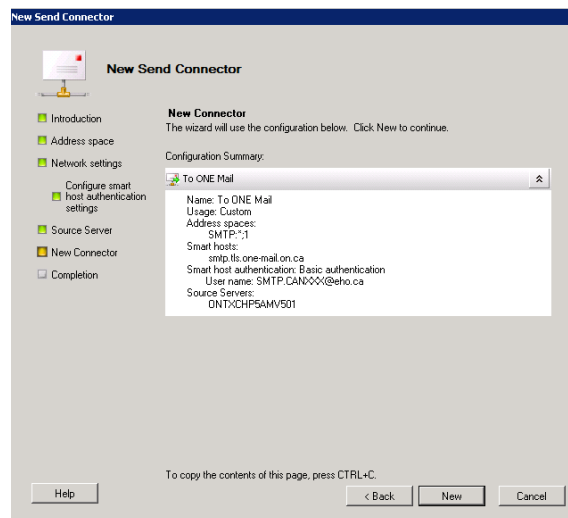 New Send Connector
New Send Connector
Introduction
Address space
Network settings
Configure smart
host authentication
settings
Source Server
New Connector
Completion
New Connector
The wizard will use the configuration below. Click New to continue.
Configuration Summary:
To ONE Mail
Name: To ONE Mail
Usage: Custom
Address spaces:
SMTP:*;1
Smart hosts:
smtp.tls.one-mail.on.ca
Smart host authentication: Basic authentication
User name: SMTP.CANXXX@eho.ca
Source Servers:
ONTXCHP5AMV501
To copy the contents of this page, press CTRL+C.
Help
< Back
New
Cancel